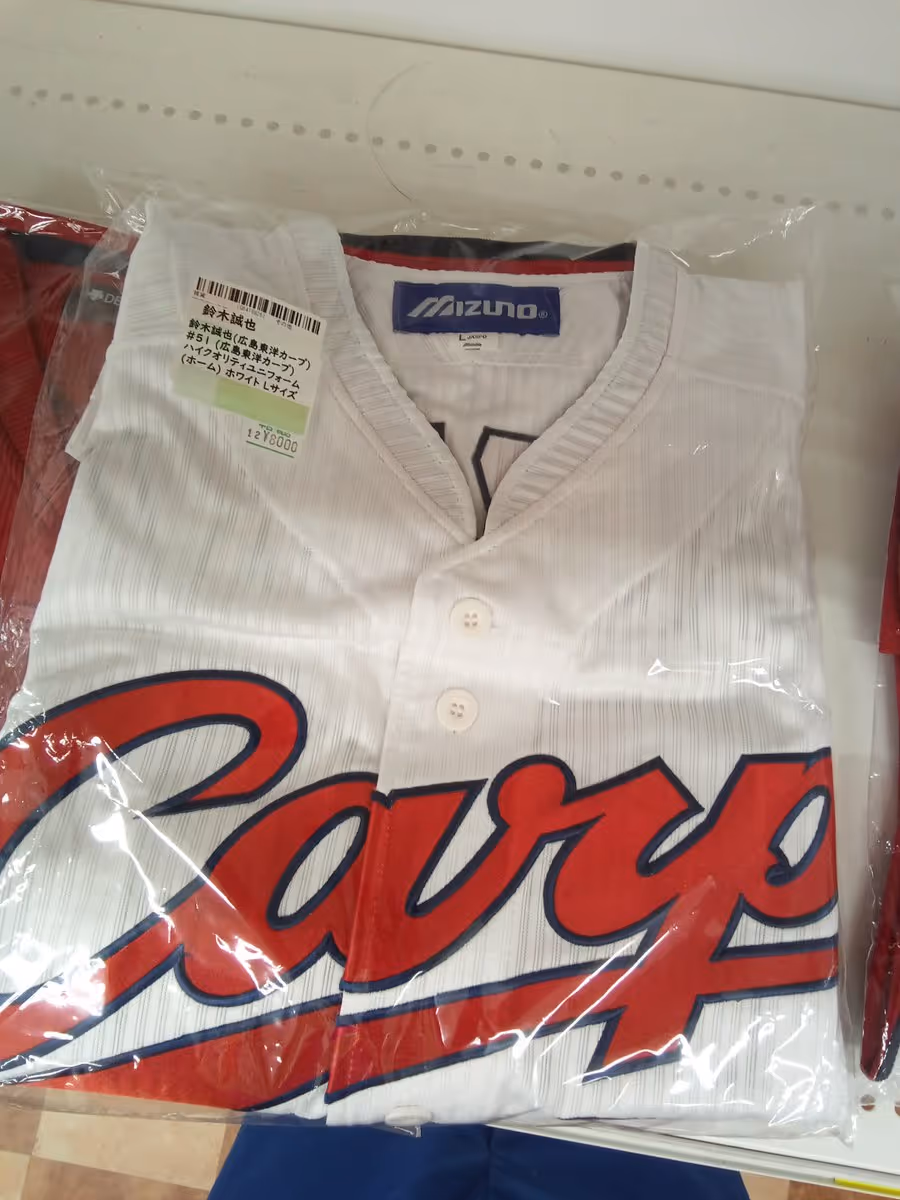 MIZUNO®
L
鈴木誠也
鈴木誠也(広島東洋カープ)
#51 (広島東洋カープ)
ハイクオリティユニフォーム
(ホーム) ホワイト Lサイズ
12¥8000
Carp